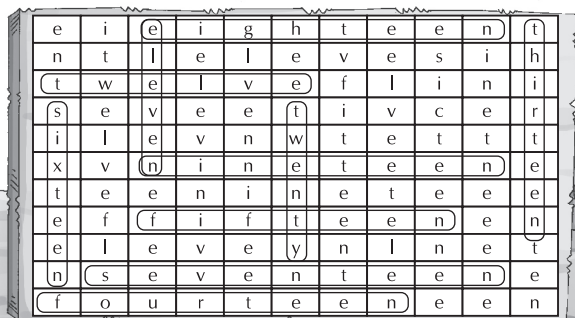 e i e i g h t e e n t
n t l e l e v e s i h
t w e l v e f l i n i
s e v e e t i v c e r
i l e v n w t e t t t
x v n i n e t e e n e
t e e n i n e t e e e
e f f i f t e e n e n
e l e v e y n l n e t
n s e v e n t e e n e
f o u r t e e n e e n